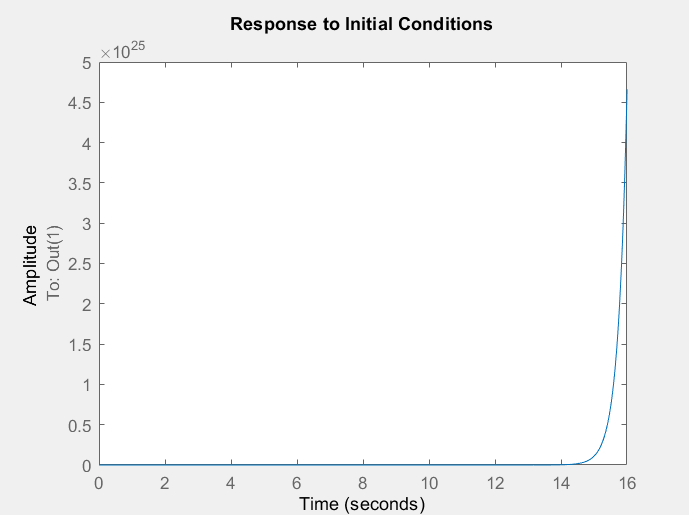 Response to Initial Conditions
×10^25
5
4.5
4
3.5
3
2.5
2
1.5
1
0.5
0
Amplitude
To: Out(1)
0 2 4 6 8 10 12 14 16
Time (seconds)